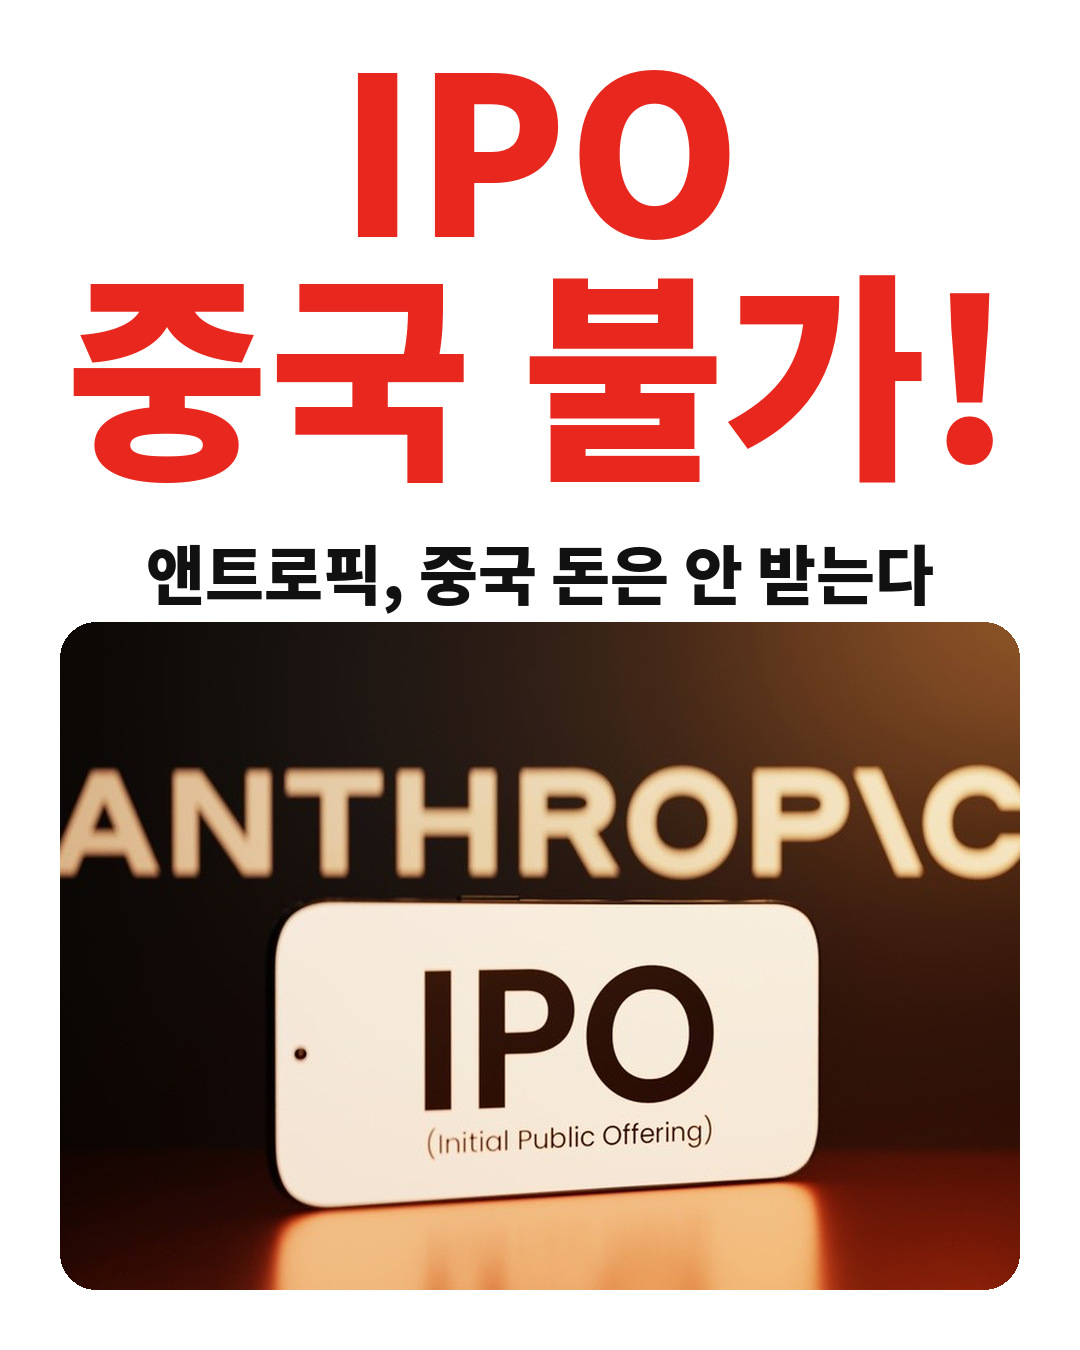 IPO
중국 불가!
앤트로픽, 중국 돈은 안 받는다
ANTHROP\C
IPO
(Initial Public Offering)